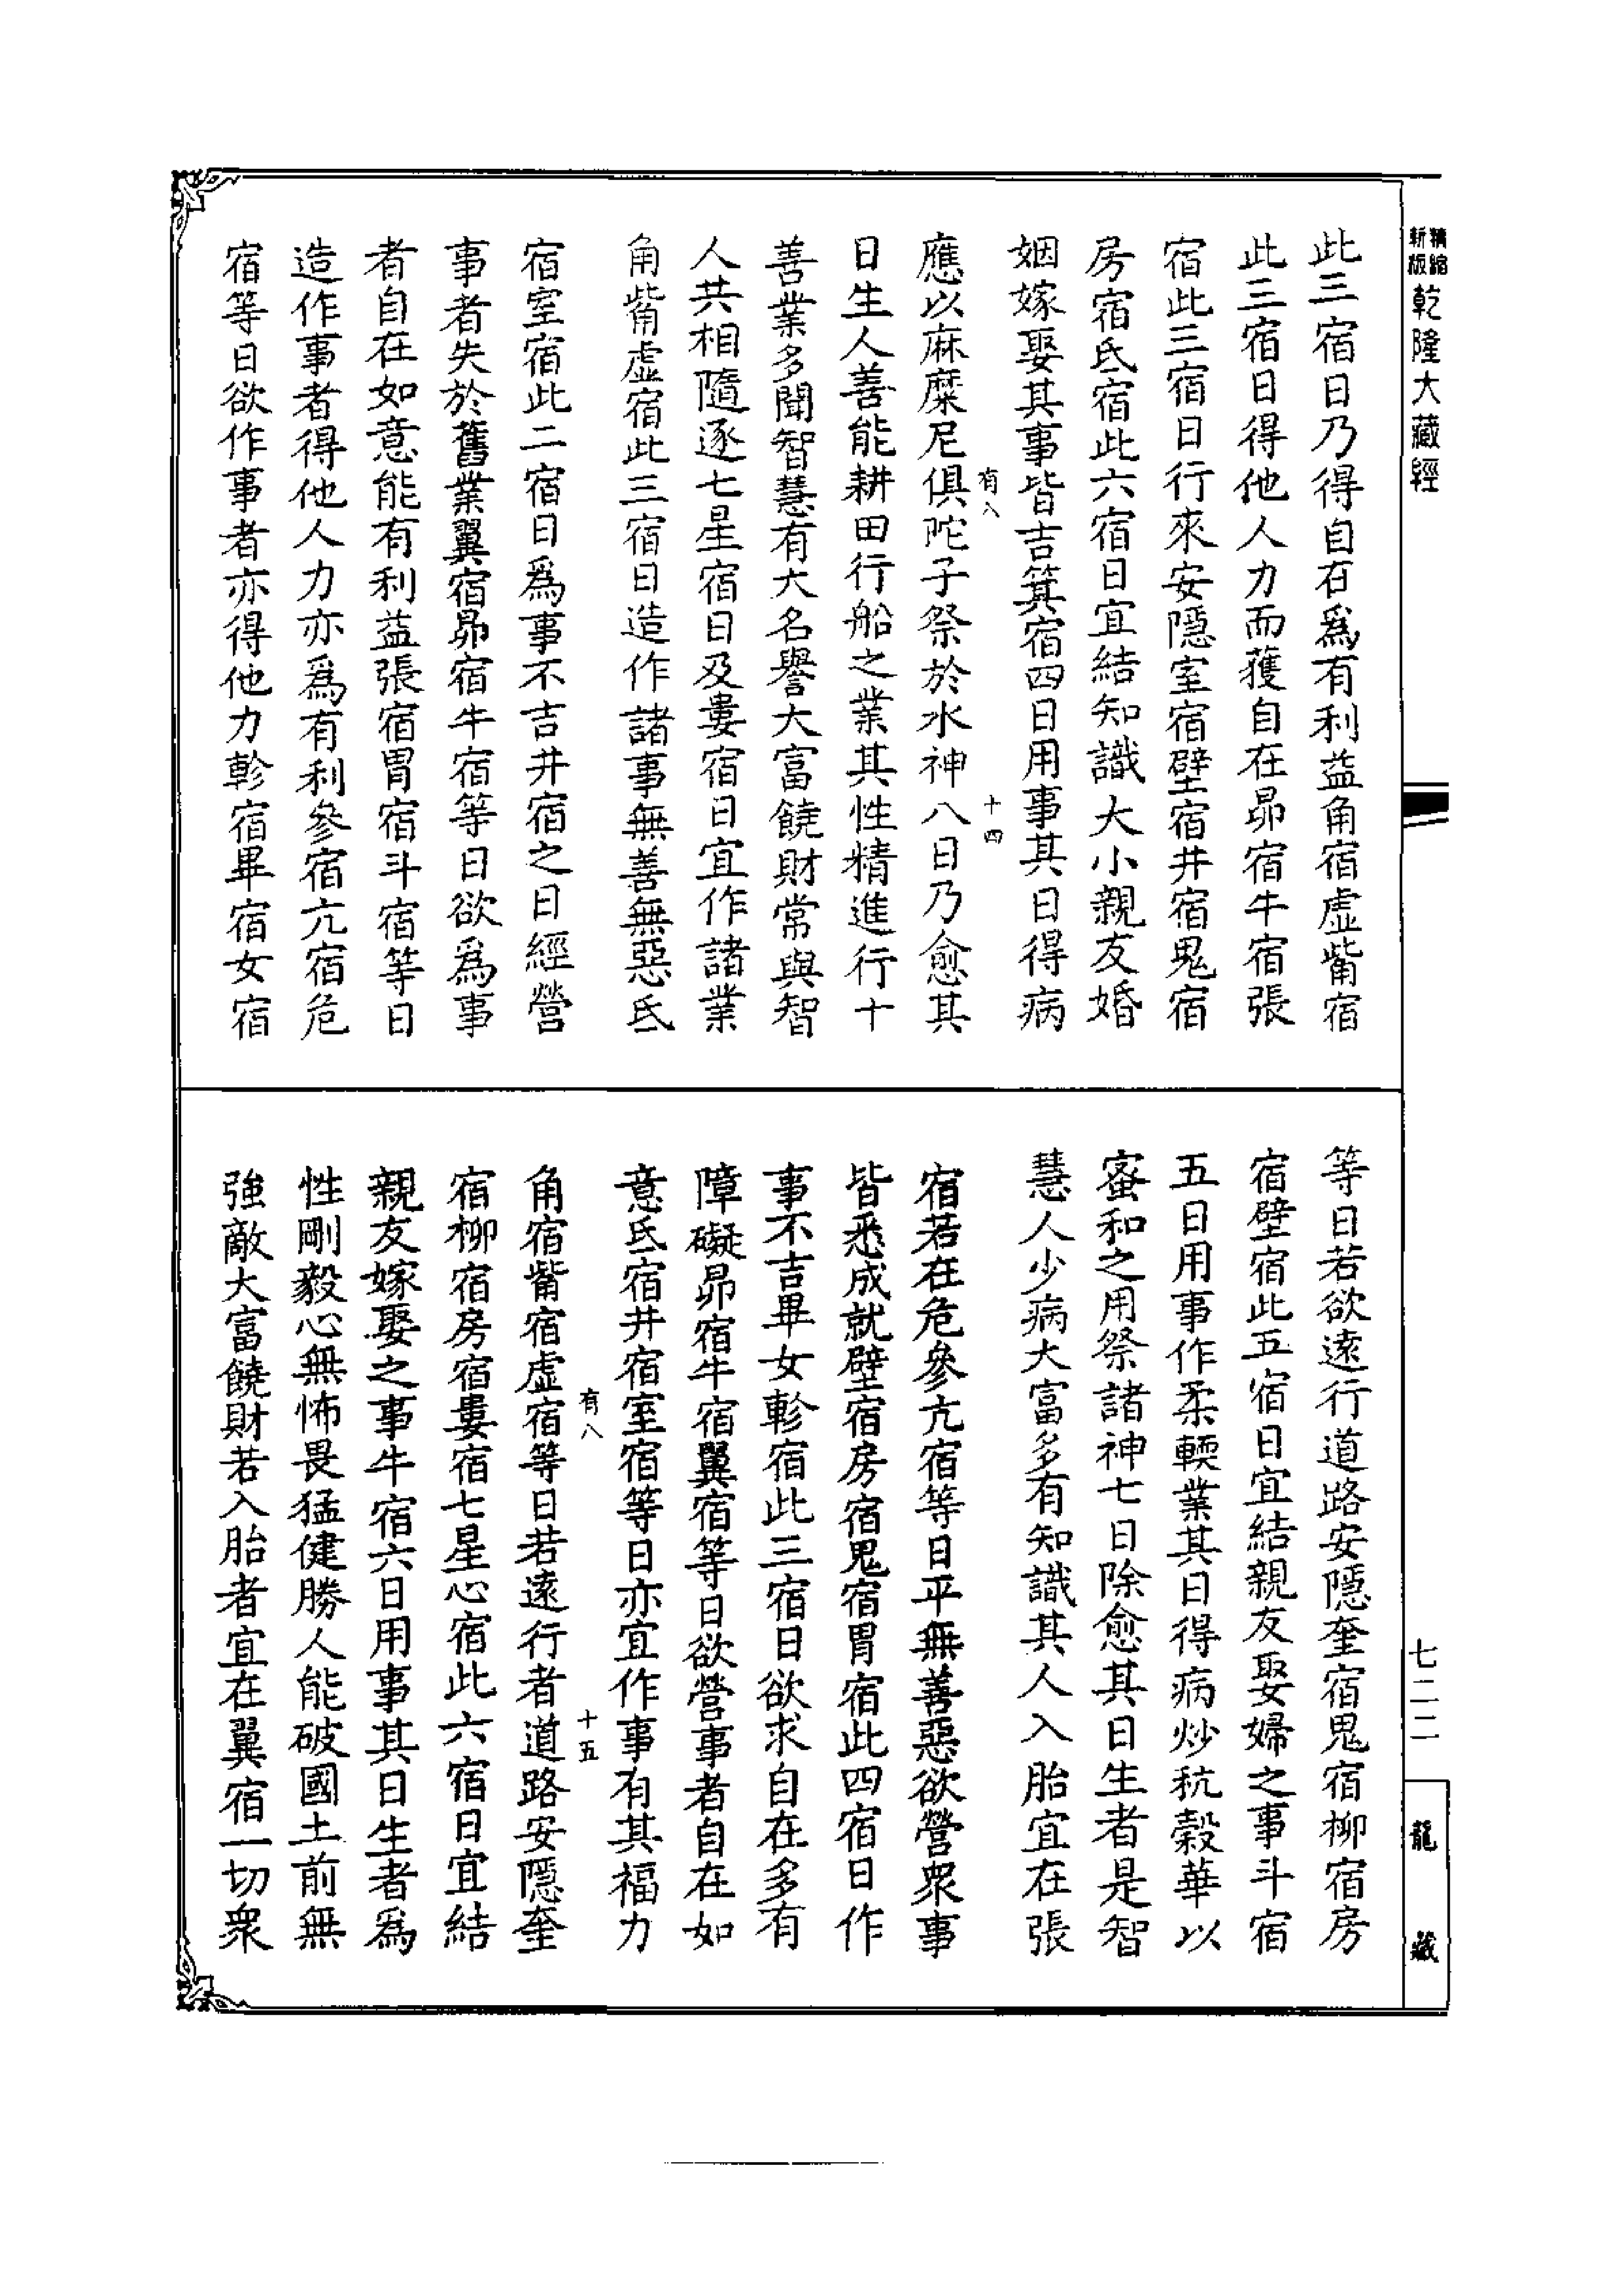 精縮
新版
乾隆大藏經
此三宿日乃得自在爲有利益角宿虛觜宿
此三宿日得他人力而獲自在昴宿牛宿張
宿此三宿日行來安隱室宿壁宿井宿鬼宿
房宿氐宿此六宿日宜結知識大小親友婚
姻嫁娶其事皆吉箕宿四日用事其日得病
有八
十四
應以麻糜尼俱陀子祭於水神八日乃愈其
日生人善能耕田行船之業其性精進行十
善業多聞智慧有大名譽大富饒財常與智
人共相隨逐七星宿日及婁宿日宜作諸業
角觜虛宿此三宿日造作諸事無善無惡氐
宿室宿此二宿日爲事不吉井宿之日經營
事者失於舊業翼宿昴宿牛宿等日欲爲事
者自在如意能有利益張宿胃宿斗宿等日
造作事者得他人力亦爲有利參宿亢宿危
宿等日欲作事者亦得他力軫宿畢宿女宿
等日若欲遠行道路安隱奎宿鬼宿柳宿房
宿壁宿此五宿日宜結親友娶婦之事斗宿
五日用事作柔輭業其日得病炒秔穀華以
蜜和之用祭諸神七日除愈其日生者是智
慧人少病大富多有知識其人入胎宜在張
宿若在危參亢宿等日平無善惡欲營衆事
皆悉成就壁宿房宿鬼宿胃宿此四宿日作
事不吉畢女軫宿此三宿日欲求自在多有
障礙昴宿牛宿翼宿等日欲營事者自在如
意氐宿井宿室宿等日亦宜作事有其福力
有八
十五
角宿觜宿虛宿等日若遠行者道路安隱奎
宿柳宿房宿婁宿七星心宿此六宿日宜結
親友嫁娶之事牛宿六日用事其日生者爲
性剛毅心無怖畏猛健勝人能破國土前無
強敵大富饒財若入胎者宜在翼宿一切衆
七二二
龍藏